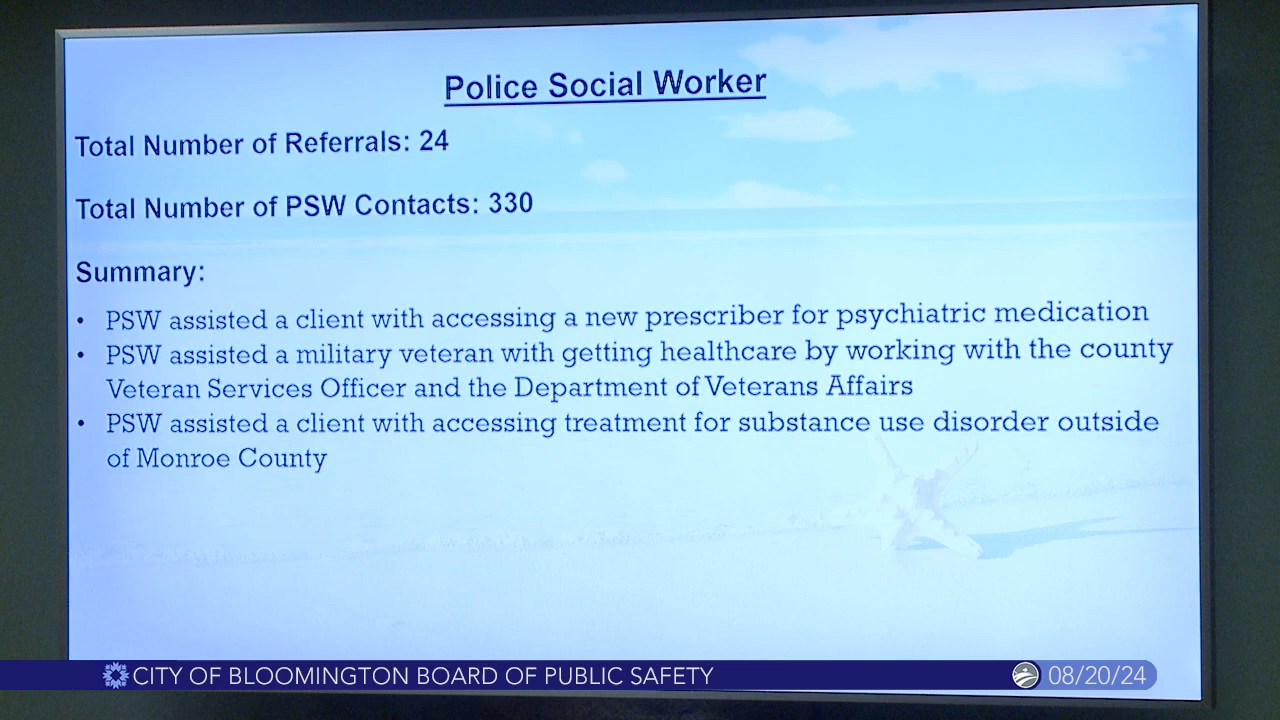 Police Social Worker
Total Number of Referrals: 24
Total Number of PSW Contacts: 330
Summary:
• PSW assisted a client with accessing a new prescriber for psychiatric medication
• PSW assisted a military veteran with getting healthcare by working with the county
Veteran Services Officer and the Department of Veterans Affairs
• PSW assisted a client with accessing treatment for substance use disorder outside
of Monroe County
CITY OF BLOOMINGTON BOARD OF PUBLIC SAFETY
08/20/24